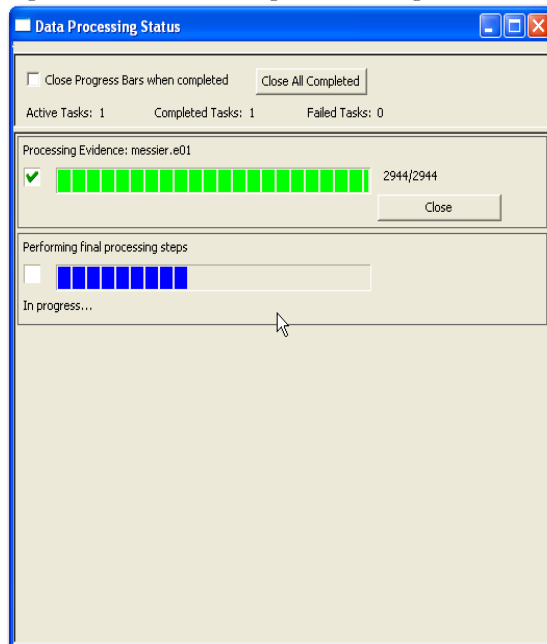 Data Processing Status
Close Progress Bars when completed Close All Completed
Active Tasks: 1 Completed Tasks: 1 Failed Tasks: 0
Processing Evidence: messier.e01
2944/2944
Close
Performing final processing steps
In progress...